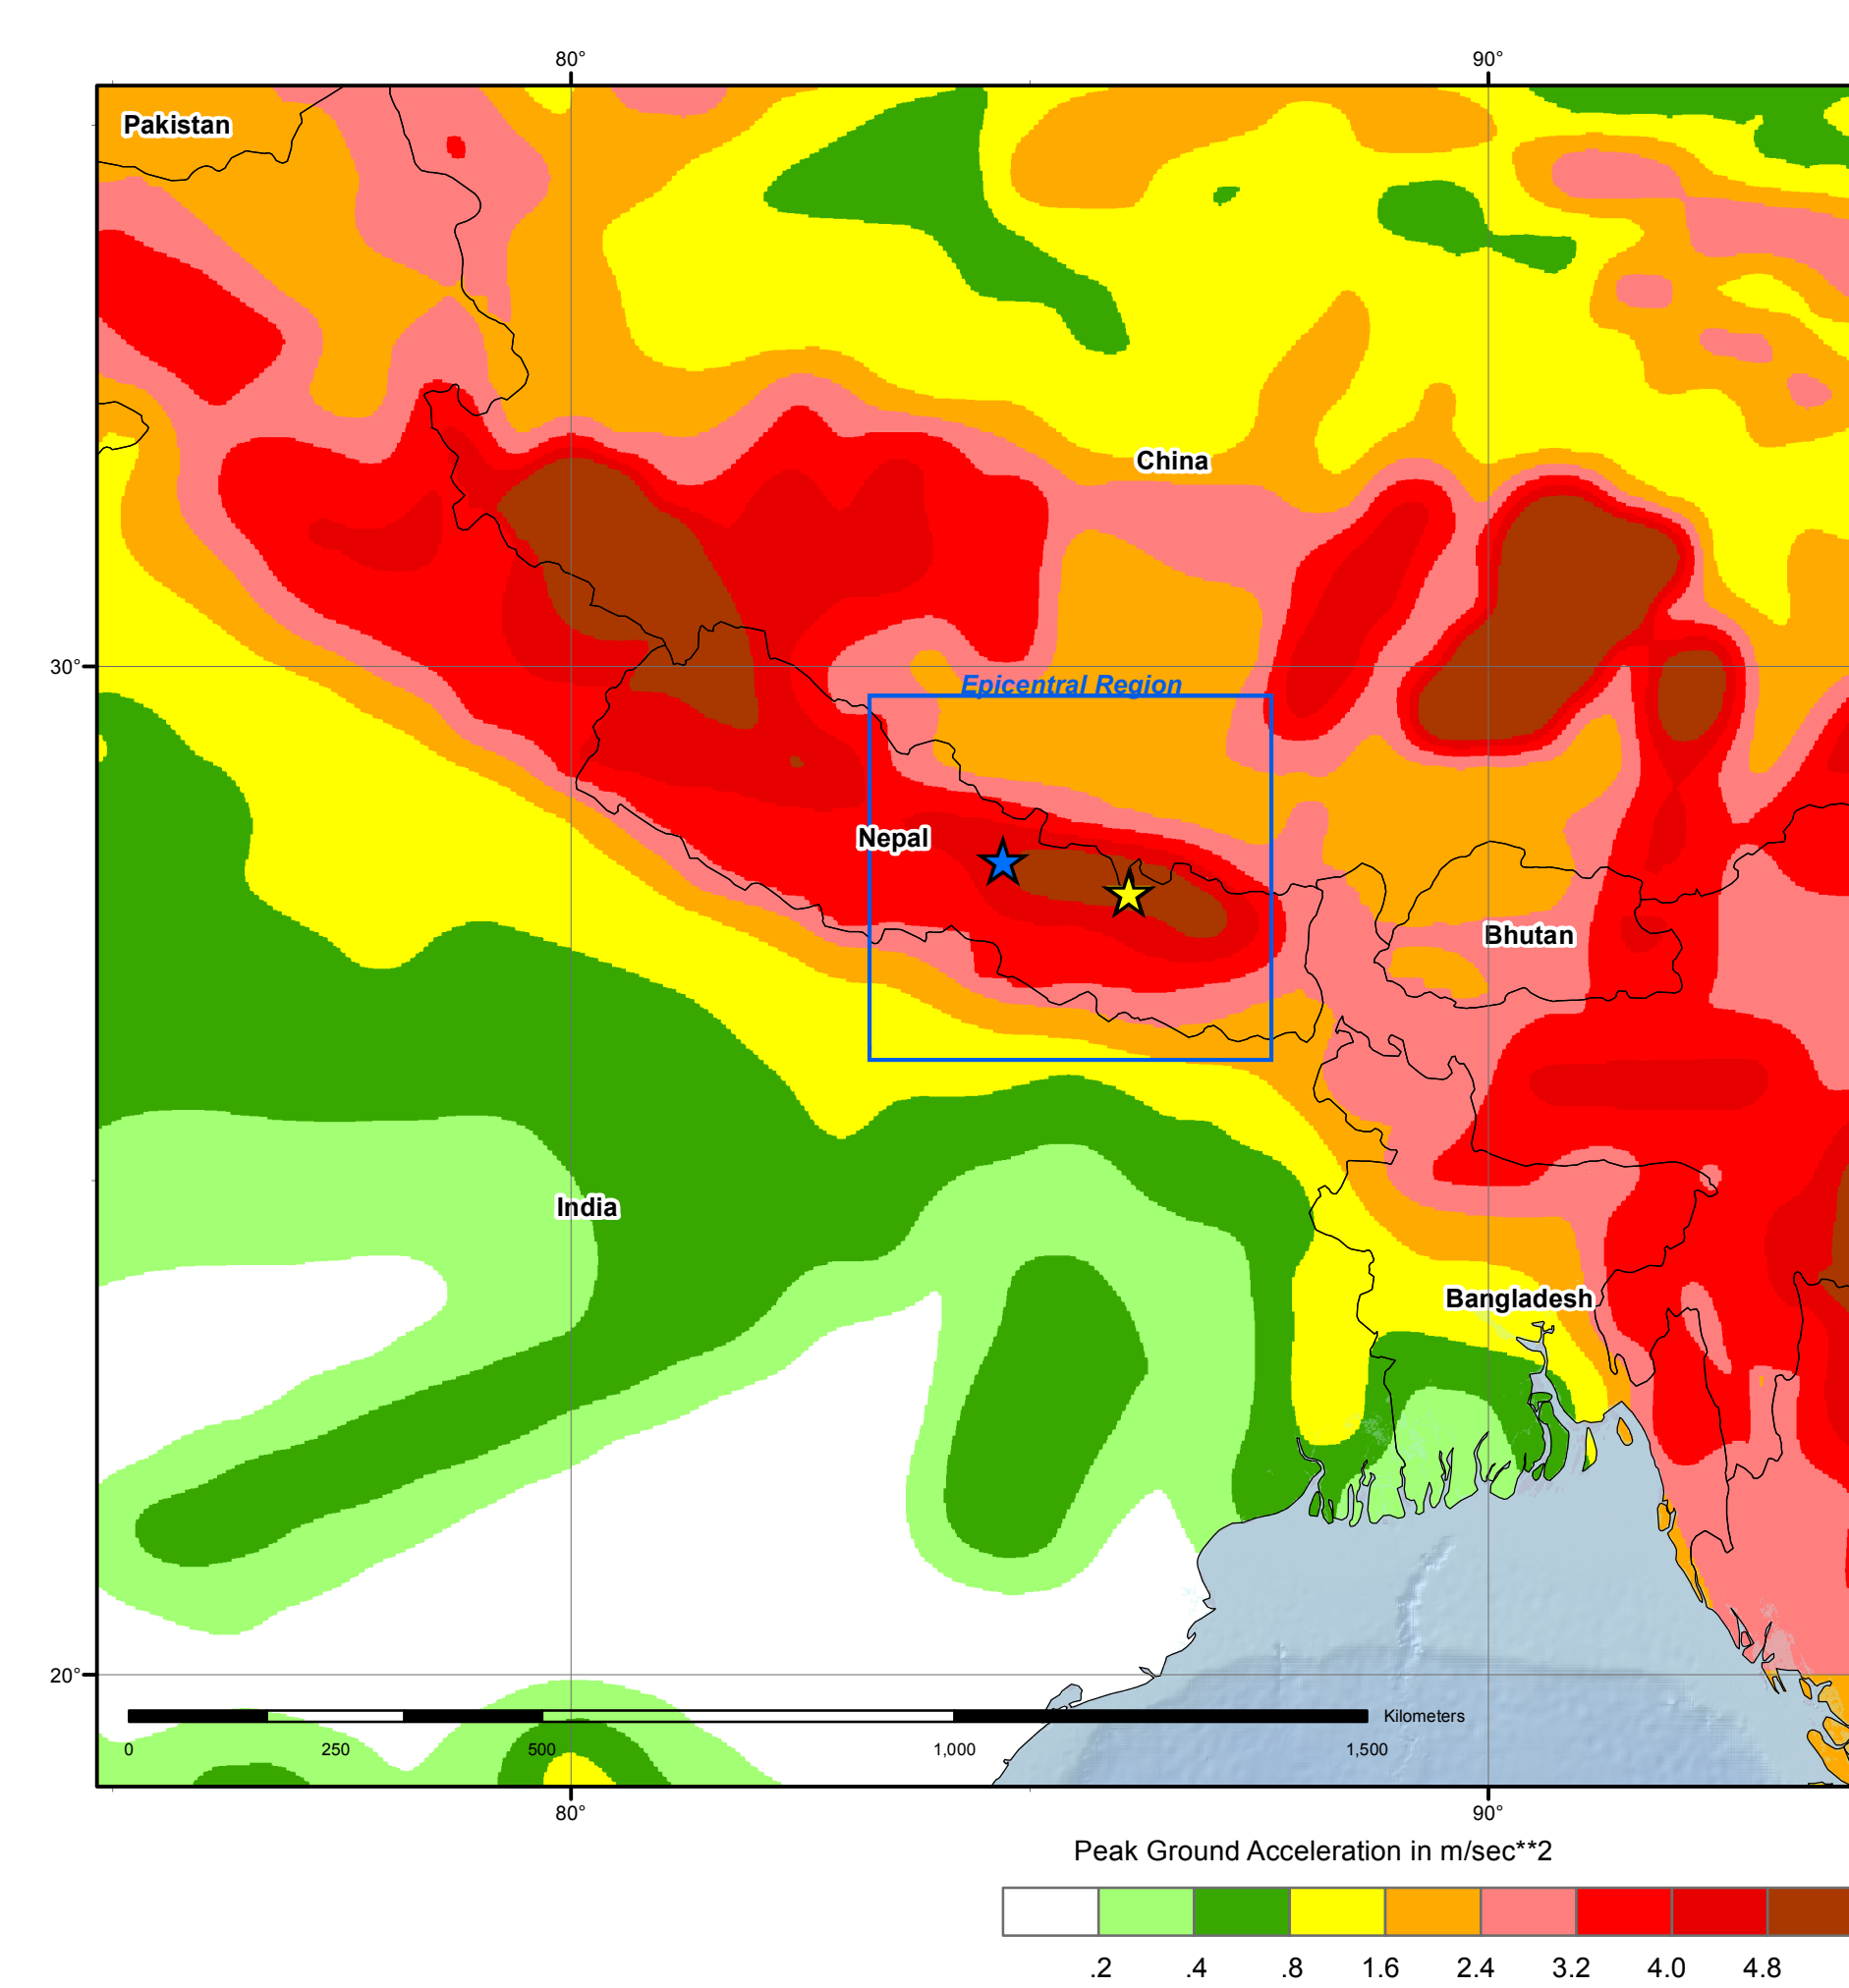 80° 90°
Pakistan
China
30°
Epicentral Region
Nepal
Bhutan
India
Bangladesh
20°
Kilometers
0 250 500 1,000 1,500
80° 90°
Peak Ground Acceleration in m/sec**2
.2 .4 .8 1.6 2.4 3.2 4.0 4.8